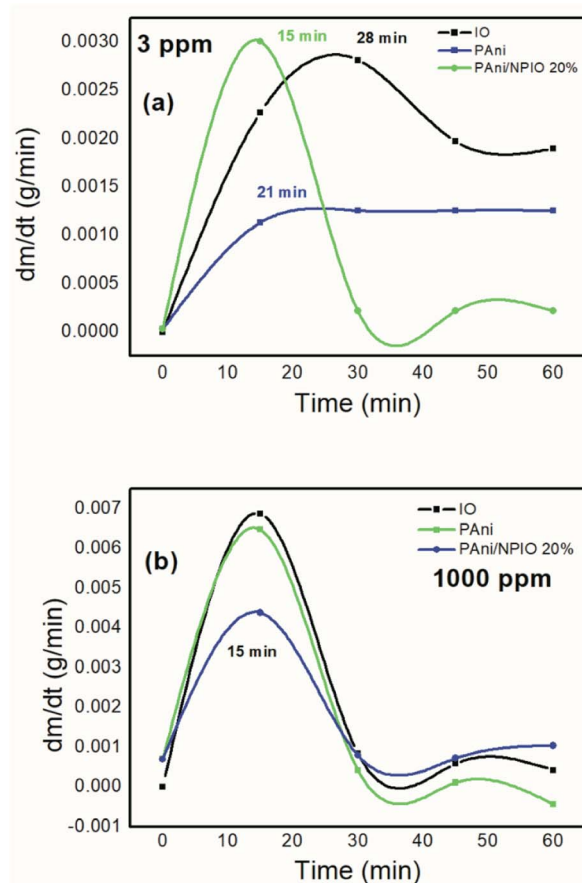 3 ppm
(a)
15 min
28 min
21 min
IO
PAni
PAni/NPIO 20%
dm/dt (g/min)
0.0030
0.0025
0.0020
0.0015
0.0010
0.0005
0.0000
0 10 20 30 40 50 60
Time (min)
(b)
IO
PAni
PAni/NPIO 20%
1000 ppm
15 min
dm/dt (g/min)
0.007
0.006
0.005
0.004
0.003
0.002
0.001
0.000
-0.001
0 10 20 30 40 50 60
Time (min)